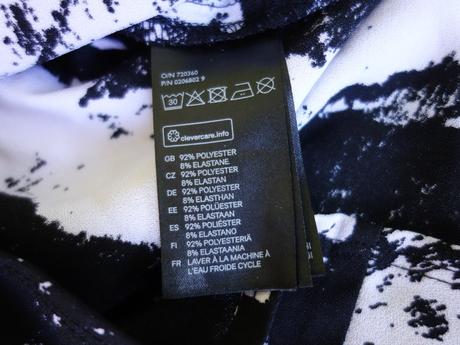 O/N 720360
P/N 0206802 9
30
clevercare.info
GB 92% POLYESTER
8% ELASTANE
CZ 92% POLYESTER
8% ELASTAN
DE 92% POLYESTER
8% ELASTHAN
EE 92% POLÜESTER
8% ELASTAAN
ES 92% POLIÉSTER
8% ELASTANO
FI 92% POLYESTERIÄ
8% ELASTAANIA
FR LAVER À LA MACHINE À
L'EAU FROIDE CYCLE